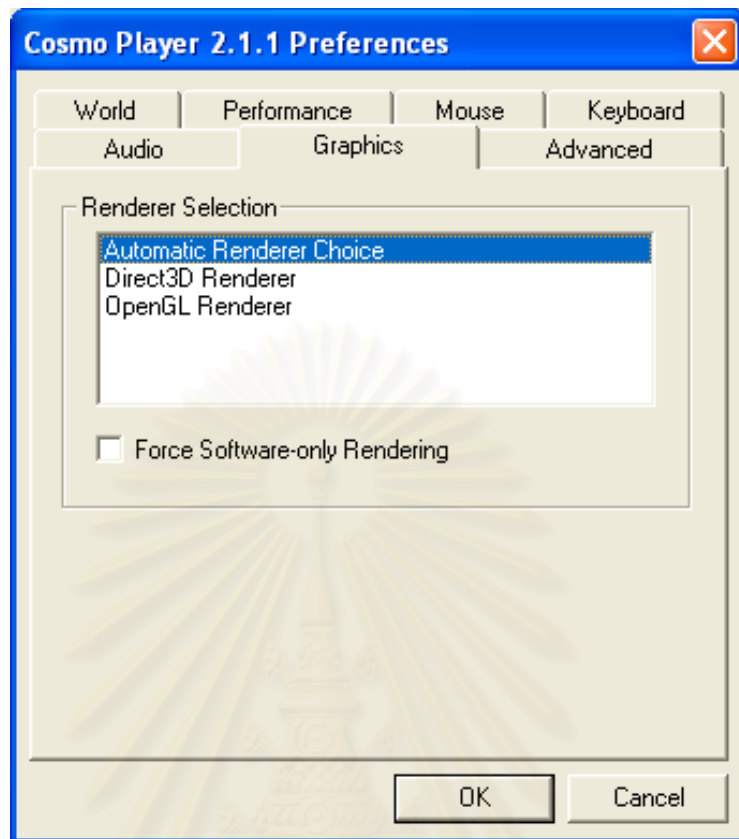 Cosmo Player 2.1.1 Preferences
World Performance Mouse Keyboard
Audio Graphics Advanced
Renderer Selection
Automatic Renderer Choice
Direct3D Renderer
OpenGL Renderer
Force Software-only Rendering
OK Cancel